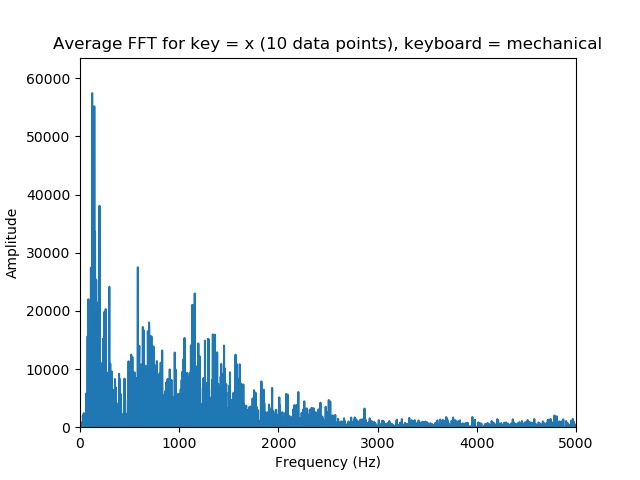 Average FFT for key = x (10 data points), keyboard = mechanical
60000
50000
40000
30000
20000
10000
0
Amplitude
0 1000 2000 3000 4000 5000
Frequency (Hz)